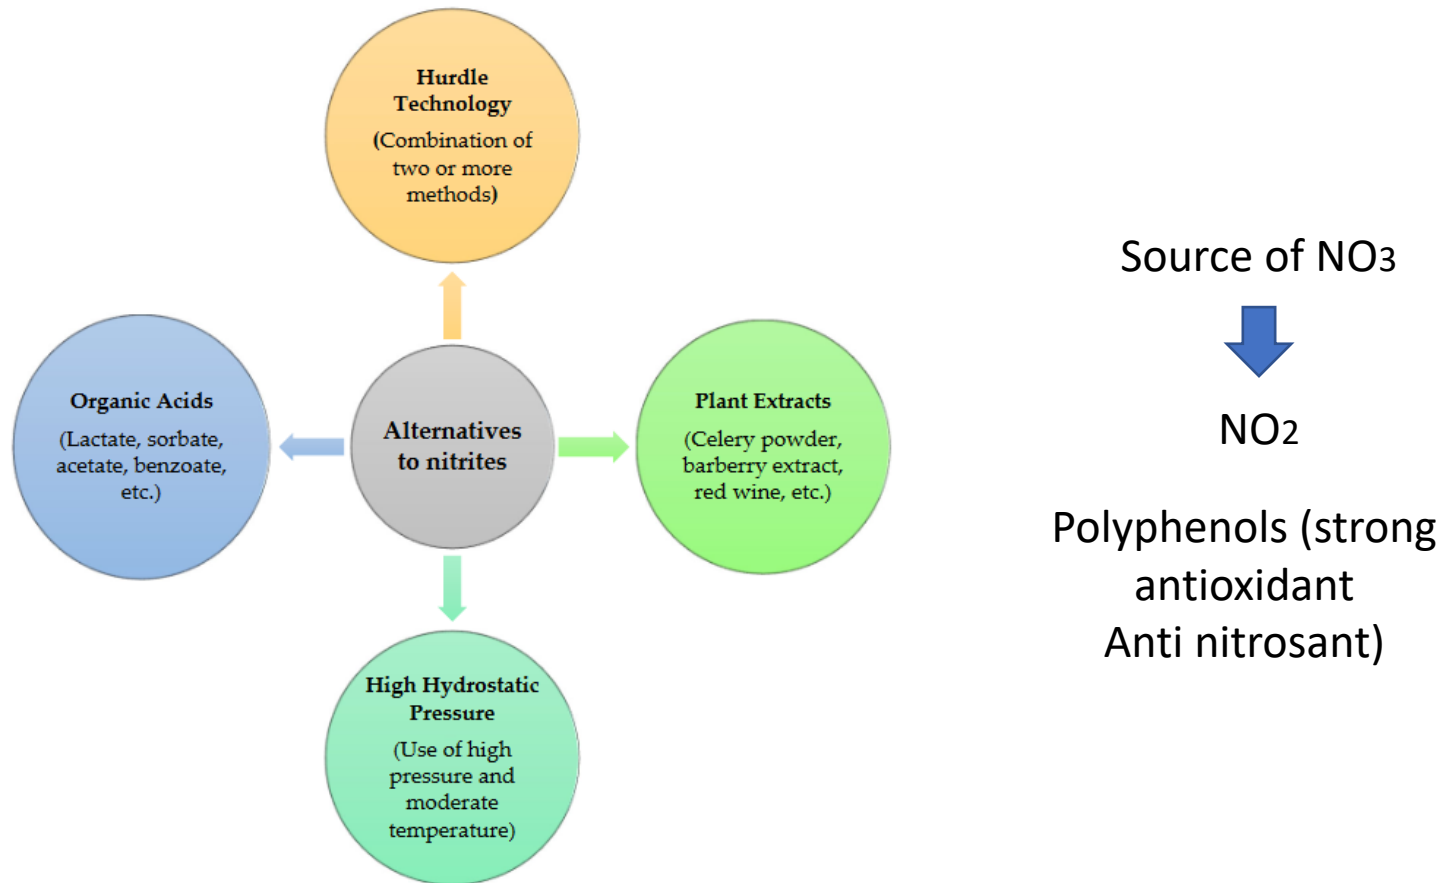 Hurdle
Technology
(Combination of
two or more
methods)
Organic Acids
(Lactate, sorbate,
acetate, benzoate,
etc.)
Alternatives
to nitrites
Plant Extracts
(Celery powder,
barberry extract,
red wine, etc.)
High Hydrostatic
Pressure
(Use of high
pressure and
moderate
temperature)
Source of NO3
NO2
Polyphenols (strong
antioxidant
Anti nitrosant)